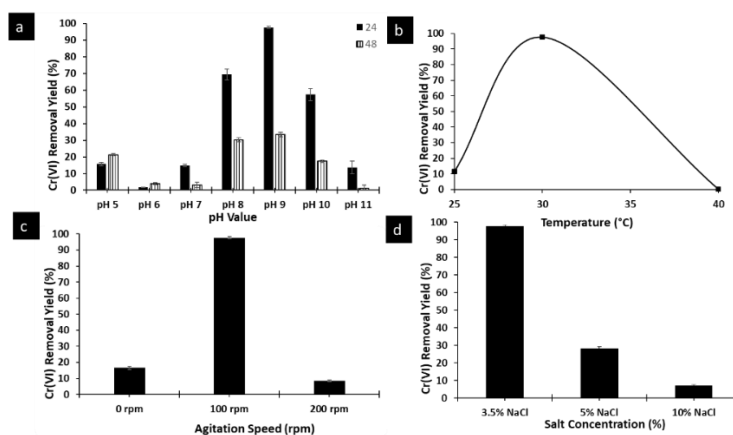 a
Cr(VI) Removal Yield (%)
100
90
80
70
60
50
40
30
20
10
0
24
48
pH 5 pH 6 pH 7 pH 8 pH 9 pH 10 pH 11
pH Value
b
Cr(VI) Removal Yield (%)
100
90
80
70
60
50
40
30
20
10
0
25 30 35 40
Temperature (°C)
c
Cr(VI) Removal Yield (%)
100
90
80
70
60
50
40
30
20
10
0
0 rpm 100 rpm 200 rpm
Agitation Speed (rpm)
d
Cr(VI) Removal Yield (%)
100
90
80
70
60
50
40
30
20
10
0
3.5% NaCl 5% NaCl 10% NaCl
Salt Concentration (%)